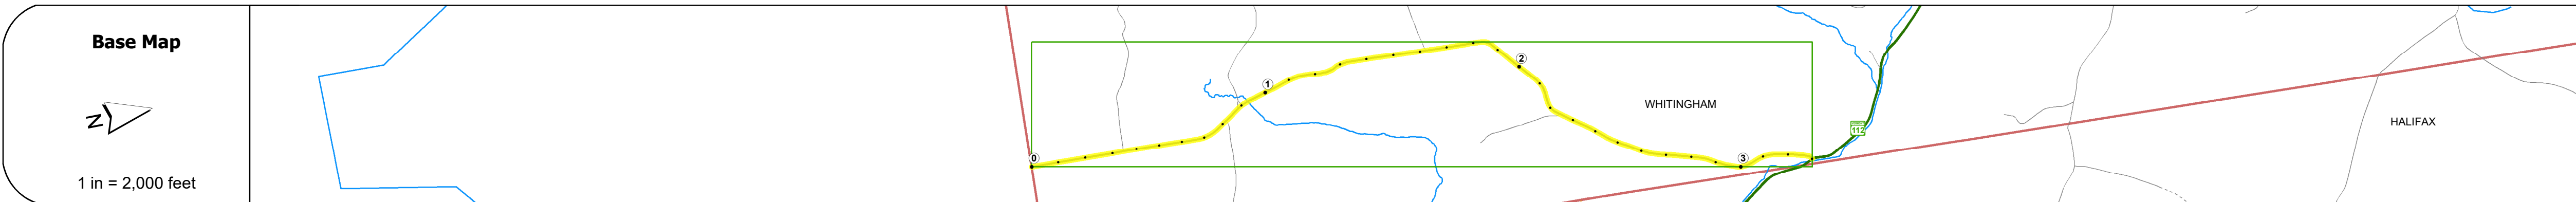 Base Map
N
1 in = 2,000 feet
0
1
2
3
WHITINGHAM
112
HALIFAX